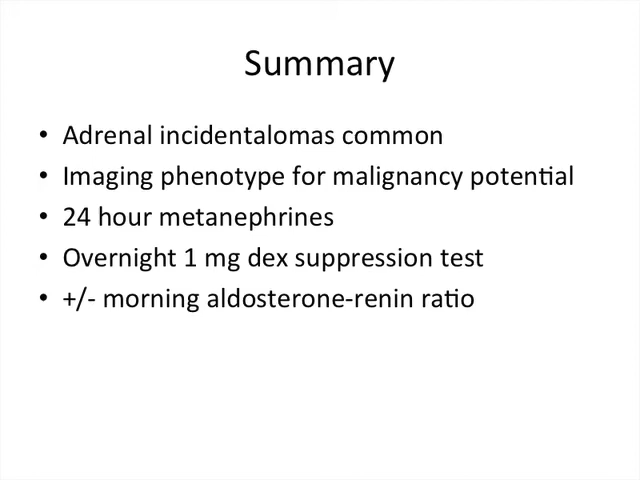 Summary
• Adrenal incidentalomas common
• Imaging phenotype for malignancy potential
• 24 hour metanephrines
• Overnight 1 mg dex suppression test
• +/- morning aldosterone-renin ratio